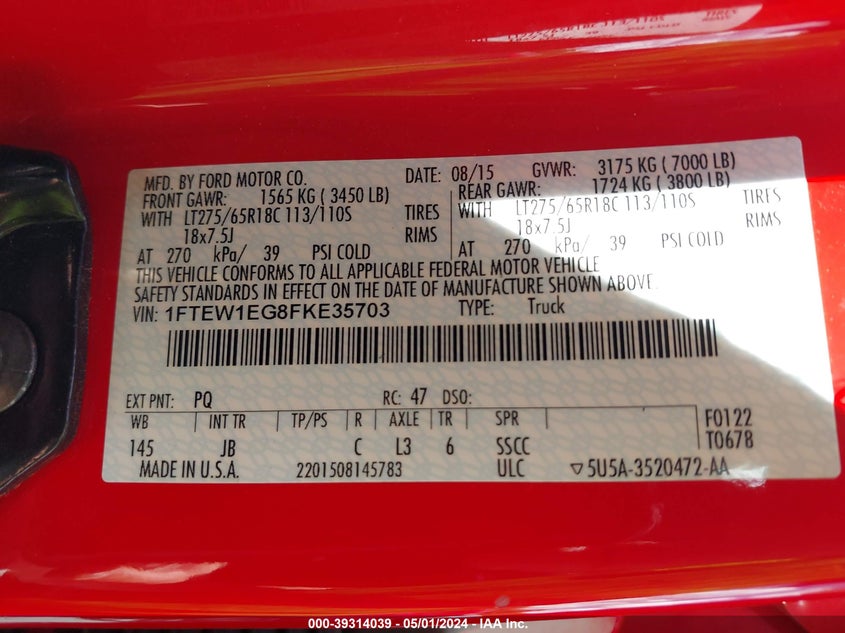 MFD. BY FORD MOTOR CO. DATE: 08/15 GVWR: 3175 KG ( 7000 LB)
FRONT GAWR: 1565 KG ( 3450 LB) REAR GAWR: 1724 KG ( 3800 LB)
WITH LT275/65R18C 113/110S TIRES WITH LT275/65R18C 113/110S TIRES
18x7.5J RIMS 18x7.5J RIMS
AT 270 kPa/ 39 PSI COLD AT 270 kPa/ 39 PSI COLD
THIS VEHICLE CONFORMS TO ALL APPLICABLE FEDERAL MOTOR VEHICLE
SAFETY STANDARDS IN EFFECT ON THE DATE OF MANUFACTURE SHOWN ABOVE.
VIN: 1FTEW1EG8FKE35703 TYPE: Truck
EXT PNT: PQ RC: 47 DSO:
WB INT TR TP/PS R AXLE TR SPR F0122
145 JB C L3 6 SSCC T0678
MADE IN U.S.A. 2201508145783 ULC ▽5U5A-3520472-AA
000-39314039 - 05/01/2024 - IAA Inc.